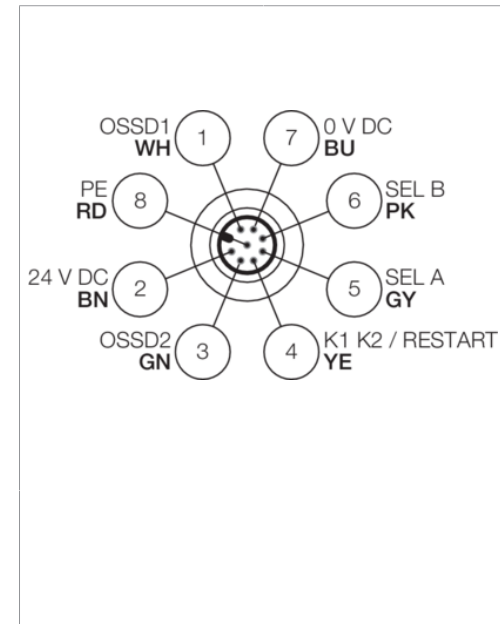 OSSD1
WH
1
7
0 V DC
BU
PE
RD
8
6
SEL B
PK
24 V DC
BN
2
5
SEL A
GY
OSSD2
GN
3
4
K1 K2 / RESTART
YE